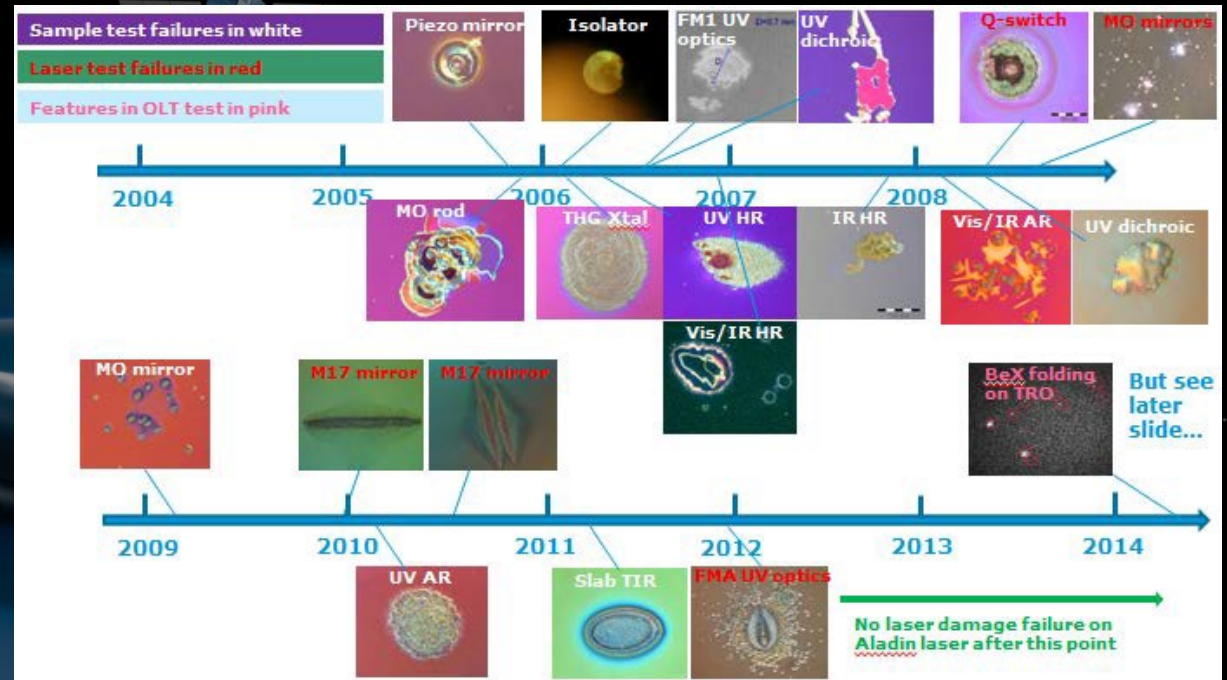 Sample test failures in white
Laser test failures in red
Features in OLT test in pink
Piezo mirror
Isolator
FM1 UV
optics
UV
dichroic
Q-switch
MO mirrors
2004
2005
2006
2007
2008
MO rod
THG Xtal
UV HR
IR HR
Vis/IR AR
UV dichroic
Vis/IR HR
MO mirror
M17 mirror
M17 mirror
BeX folding
on TRO
But see
later
slide...
2009
2010
2011
2012
2013
2014
UV AR
Slab TIR
FMA UV optics
No laser damage failure on
Aladin laser after this point